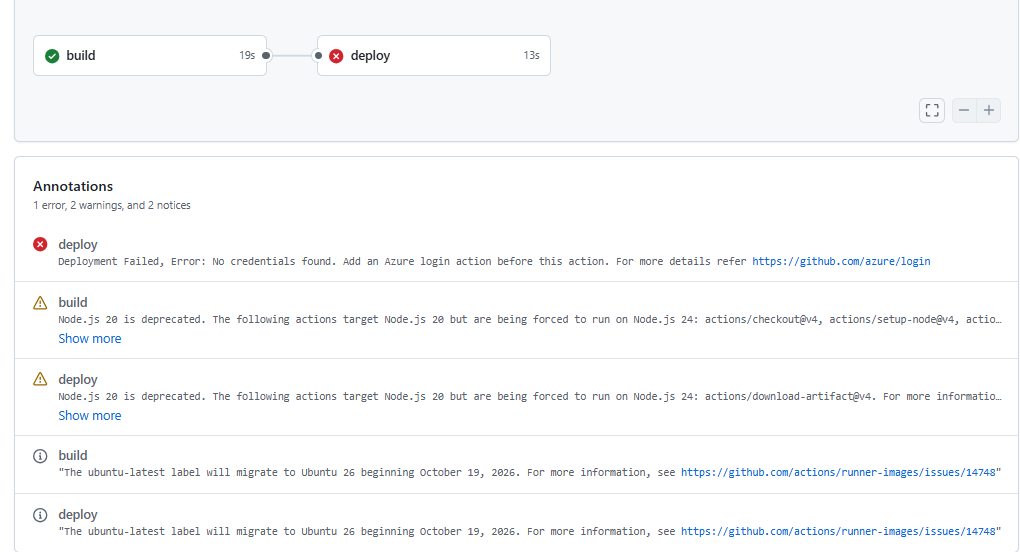 build 19s
deploy 13s
Annotations
1 error, 2 warnings, and 2 notices
deploy
Deployment Failed, Error: No credentials found. Add an Azure login action before this action. For more details refer https://github.com/azure/login
build
Node.js 20 is deprecated. The following actions target Node.js 20 but are being forced to run on Node.js 24: actions/checkout@v4, actions/setup-node@v4, actio…
Show more
deploy
Node.js 20 is deprecated. The following actions target Node.js 20 but are being forced to run on Node.js 24: actions/download-artifact@v4. For more informatio…
Show more
build
"The ubuntu-latest label will migrate to Ubuntu 26 beginning October 19, 2026. For more information, see https://github.com/actions/runner-images/issues/14748"
deploy
"The ubuntu-latest label will migrate to Ubuntu 26 beginning October 19, 2026. For more information, see https://github.com/actions/runner-images/issues/14748"